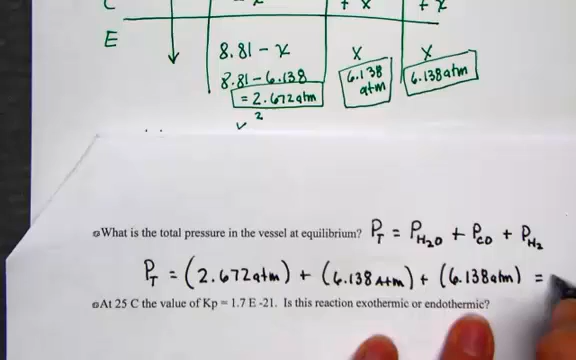 C - x + x + x
E
8.81 - x x x
8.81 - 6.138 6.138 6.138 atm
= 2.672 atm atm
✓ 2
What is the total pressure in the vessel at equilibrium? P_T = P_H₂O + P_CO + P_H₂
P_T = (2.672 atm) + (6.138 Atm) + (6.138 atm) =
At 25 C the value of Kp = 1.7 E -21. Is this reaction exothermic or endothermic?